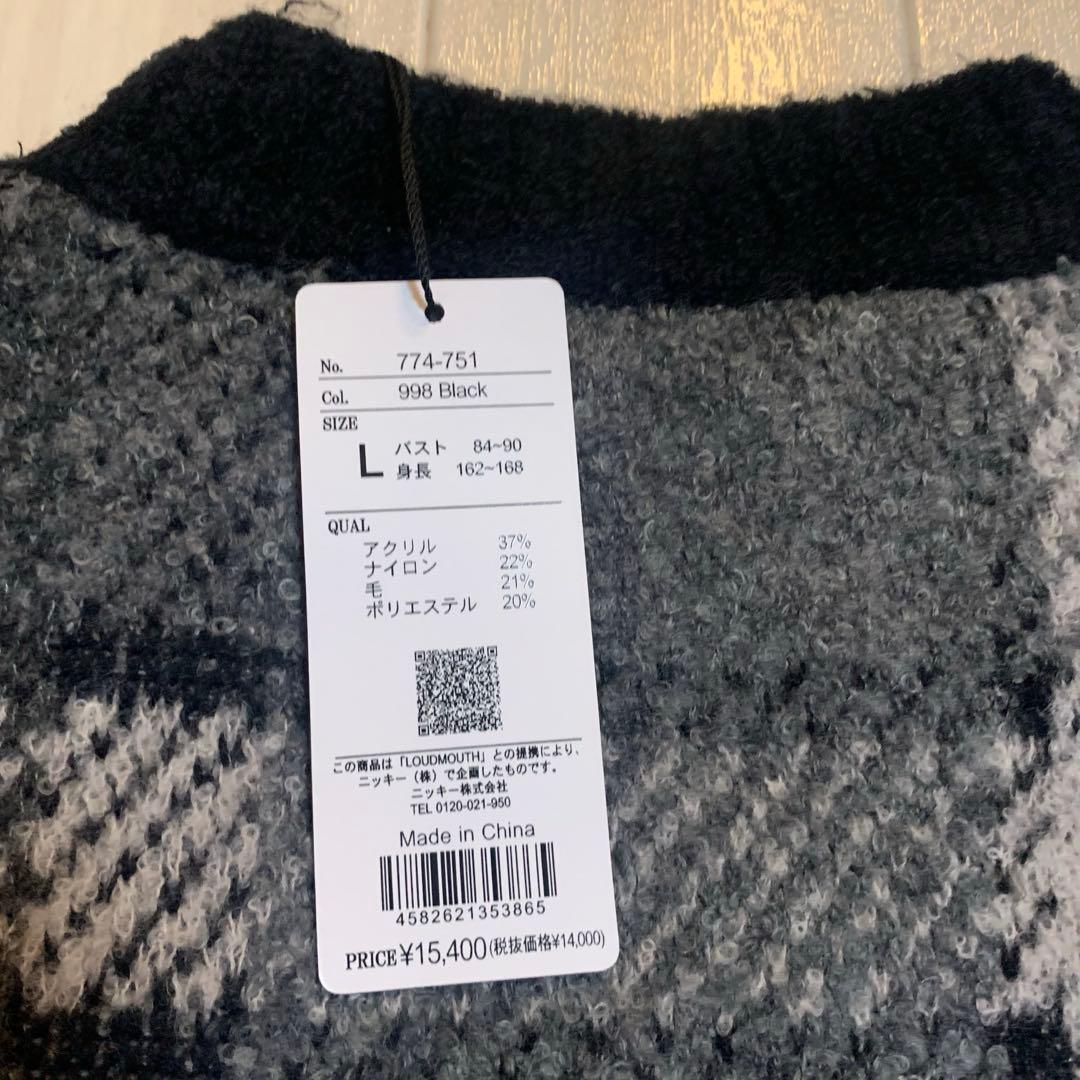 No. 774-751
Col. 998 Black
SIZE
L バスト 84~90
身長 162~168
QUAL
アクリル 37%
ナイロン 22%
毛 21%
ポリエステル 20%
この商品は「LOUDMOUTH」との提携により、
ニッキー（株）で企画したものです。
ニッキー株式会社
TEL 0120-021-950
Made in China
4582621353865
PRICE¥15,400(税抜価格¥14,000)